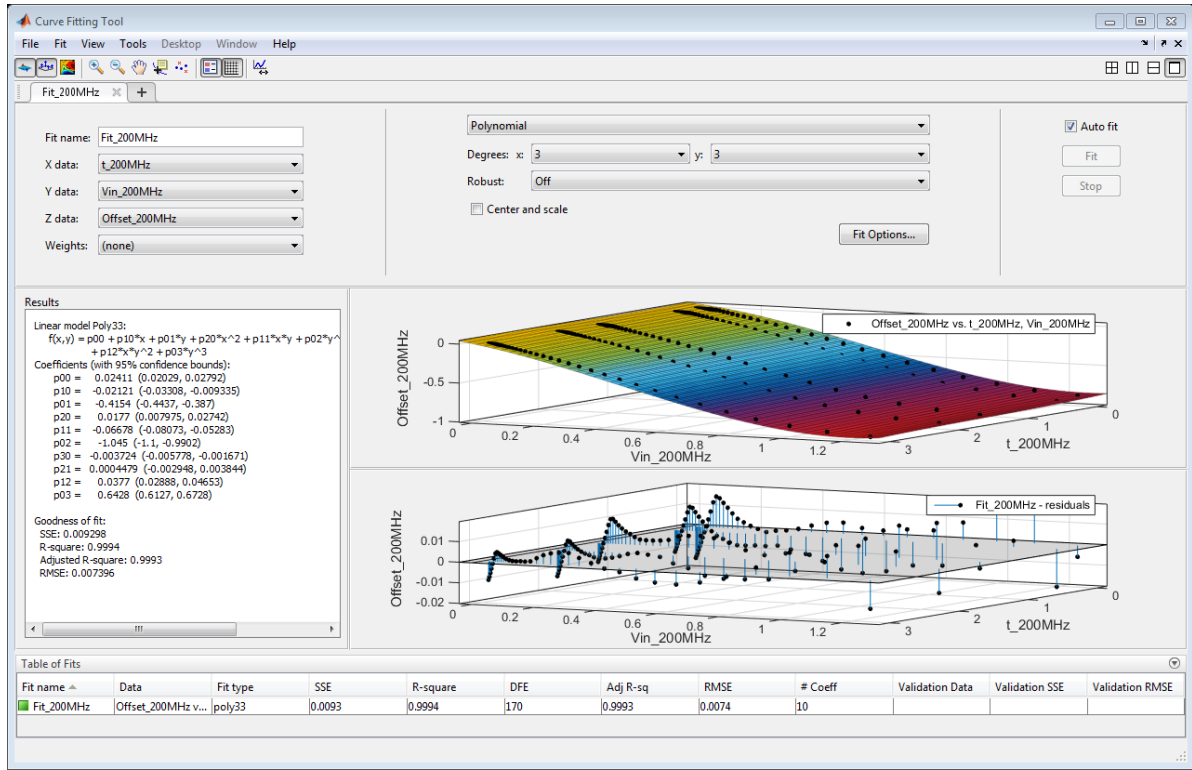 Curve Fitting Tool
File Fit View Tools Desktop Window Help
Fit_200MHz
Fit name: Fit_200MHz
X data: t_200MHz
Y data: Vin_200MHz
Z data: Offset_200MHz
Weights: (none)
Polynomial
Degrees: x: 3 y: 3
Robust: Off
Center and scale
Fit Options...
Auto fit
Fit
Stop
Results
Linear model Poly33:
f(x,y) = p00 + p10*x + p01*y + p20*x^2 + p11*x*y + p02*y^
+ p12*x*y^2 + p03*y^3
Coefficients (with 95% confidence bounds):
p00 = 0.02411 (0.02029, 0.02792)
p10 = -0.02121 (-0.03308, -0.009335)
p01 = -0.4154 (-0.4437, -0.387)
p20 = 0.0177 (0.007975, 0.02742)
p11 = -0.06678 (-0.08073, -0.05283)
p02 = -1.045 (-1.1, -0.9902)
p30 = -0.003724 (-0.005778, -0.001671)
p21 = 0.0004479 (-0.002948, 0.003844)
p12 = 0.0377 (0.02888, 0.04653)
p03 = 0.6428 (0.6127, 0.6728)
Goodness of fit:
SSE: 0.009298
R-square: 0.9994
Adjusted R-square: 0.9993
RMSE: 0.007396
Offset_200MHz vs. t_200MHz, Vin_200MHz
Offset_200MHz
0
-0.5
-1
0 0.2 0.4 0.6 0.8 1 1.2
Vin_200MHz
3 2 1 0
t_200MHz
Fit_200MHz - residuals
Offset_200MHz
0.01
0
-0.01
-0.02
0 0.2 0.4 0.6 0.8 1 1.2
Vin_200MHz
3 2 1 0
t_200MHz
Table of Fits
Fit name Data Fit type SSE R-square DFE Adj R-sq RMSE # Coeff Validation Data Validation SSE Validation RMSE
Fit_200MHz Offset_200MHz v... poly33 0.0093 0.9994 170 0.9993 0.0074 10